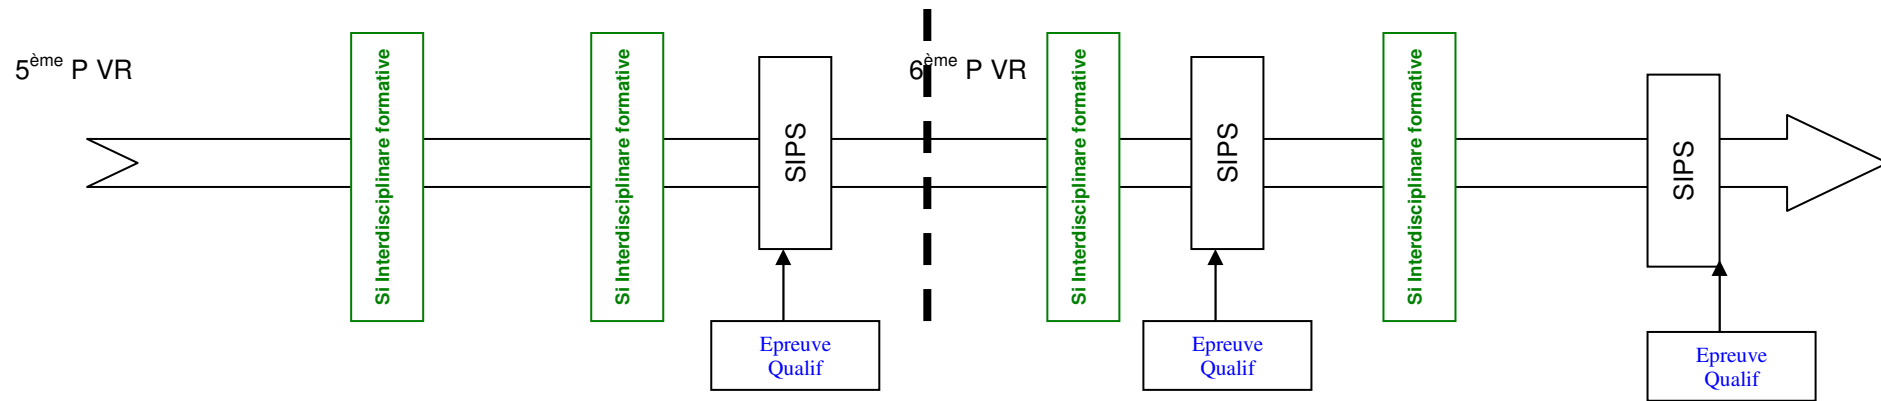 5ème P VR
Si Interdisciplinare formative
Si Interdisciplinare formative
SIPS
6ème P VR
Si Interdisciplinare formative
SIPS
Si Interdisciplinare formative
SIPS
Epreuve
Qualif
Epreuve
Qualif
Epreuve
Qualif